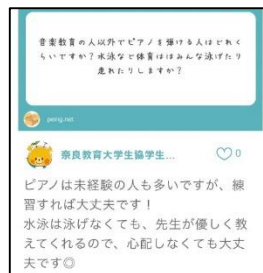 音楽教育の人以外でピアノを弾ける人はどれく
らいですか？水泳など体育はみんな泳げたり
走れたりしますか？
peing.net
奈良教育大学生協学生...
0
ピアノは未経験の人も多いですが、練
習すれば大丈夫です！
水泳は泳げなくても、先生が優しく教
えてくれるので、心配しなくても大丈
夫です◎